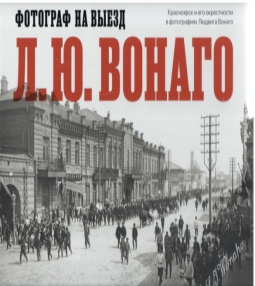 ФОТОГРАФ НА ВЫЕЗД
Красноярск и его окрестности
в фотографиях Людвига Вонаго
Л. Ю. ВОНАГО